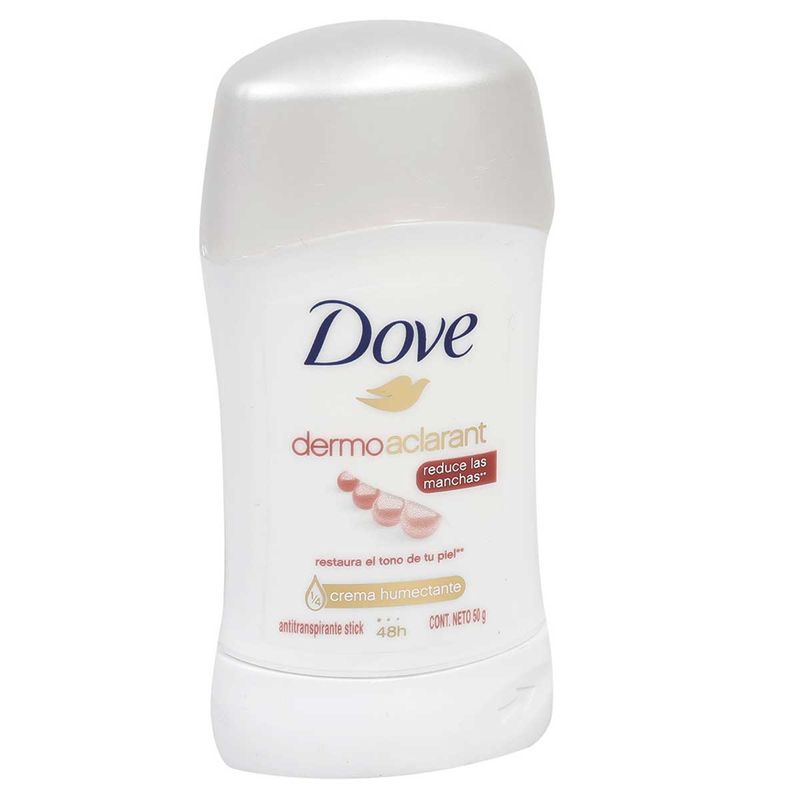 Dove
dermoaclarant
reduce las
manchas**
restaura el tono de tu piel**
1/4 crema humectante
antitranspirante stick 48h CONT. NETO 50 g